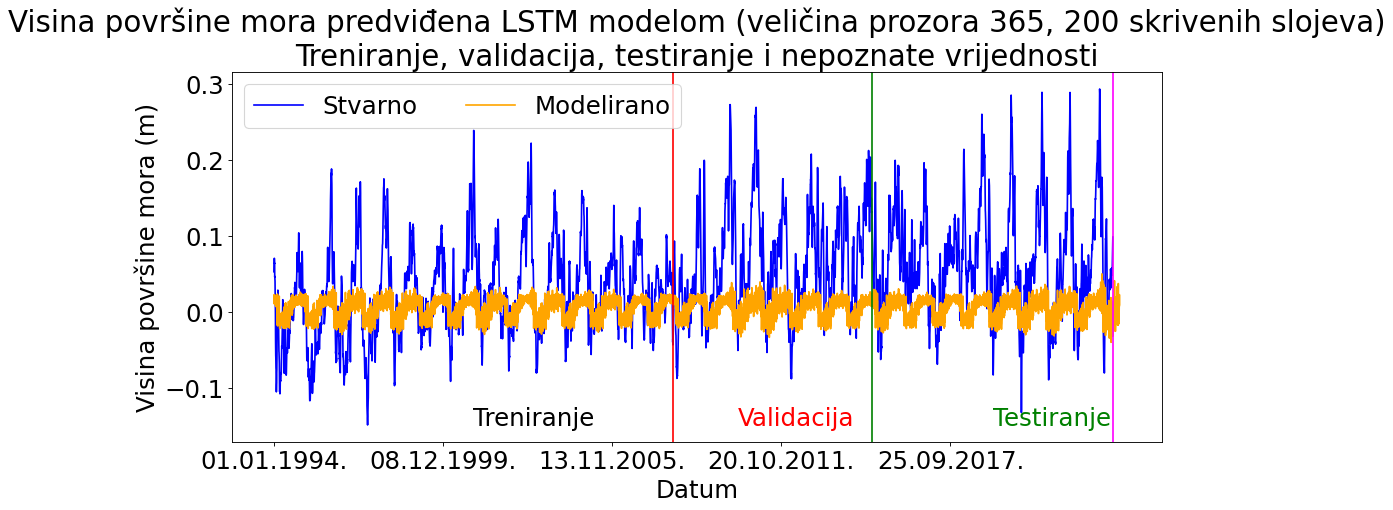 Visina površine mora predviđena LSTM modelom (veličina prozora 365, 200 skrivenih slojeva)
Treniranje, validacija, testiranje i nepoznate vrijednosti
Stvarno Modelirano
Visina površine mora (m)
0.3
0.2
0.1
0.0
−0.1
Treniranje Validacija Testiranje
01.01.1994. 08.12.1999. 13.11.2005. 20.10.2011. 25.09.2017.
Datum